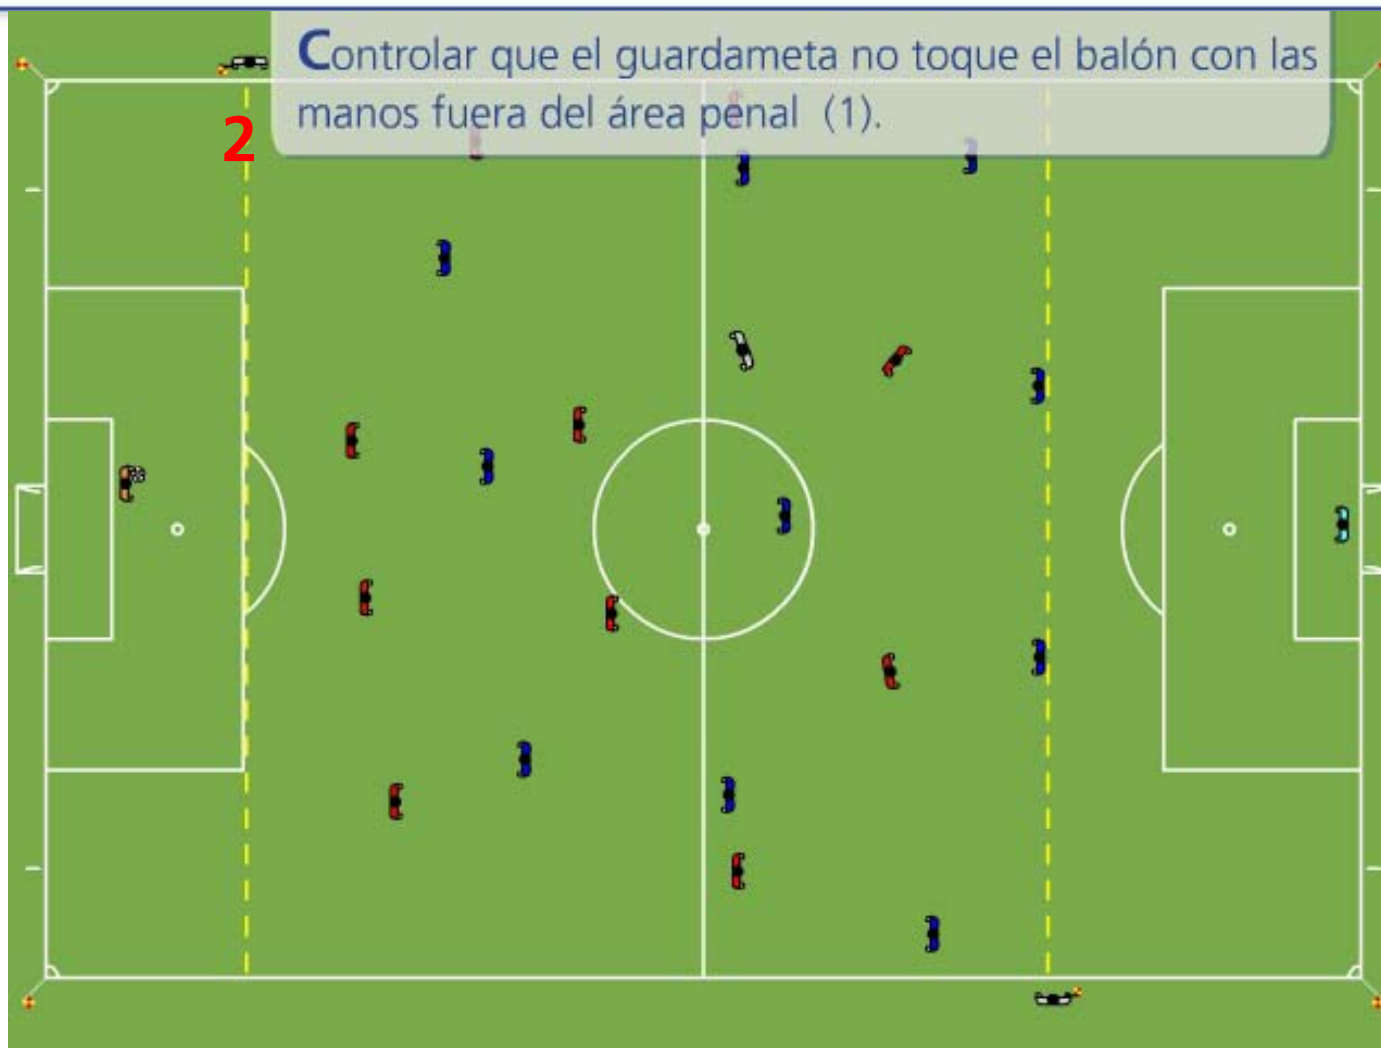 Controlar que el guardameta no toque el balón con las
manos fuera del área penal (1).
2